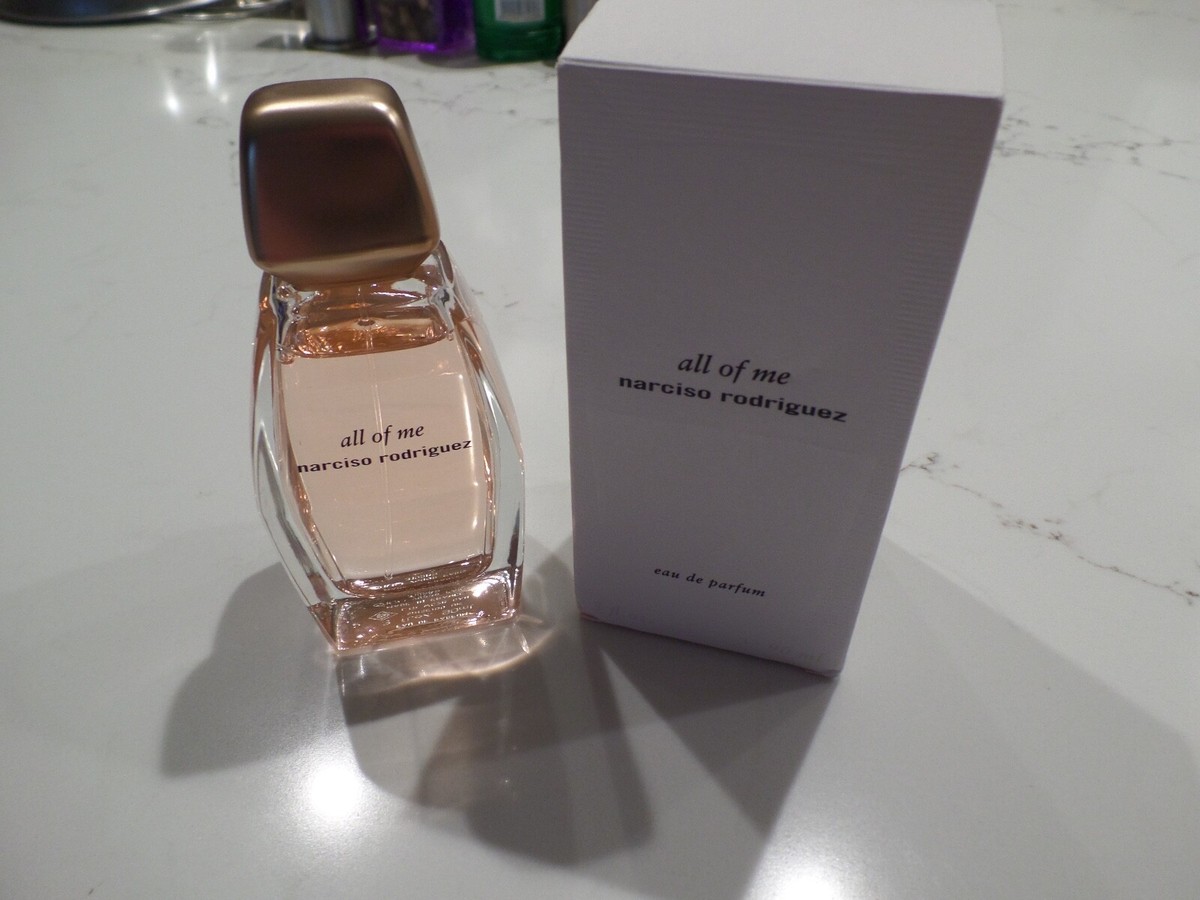 all of me
narciso rodriguez
all of me
narciso rodriguez
eau de parfum